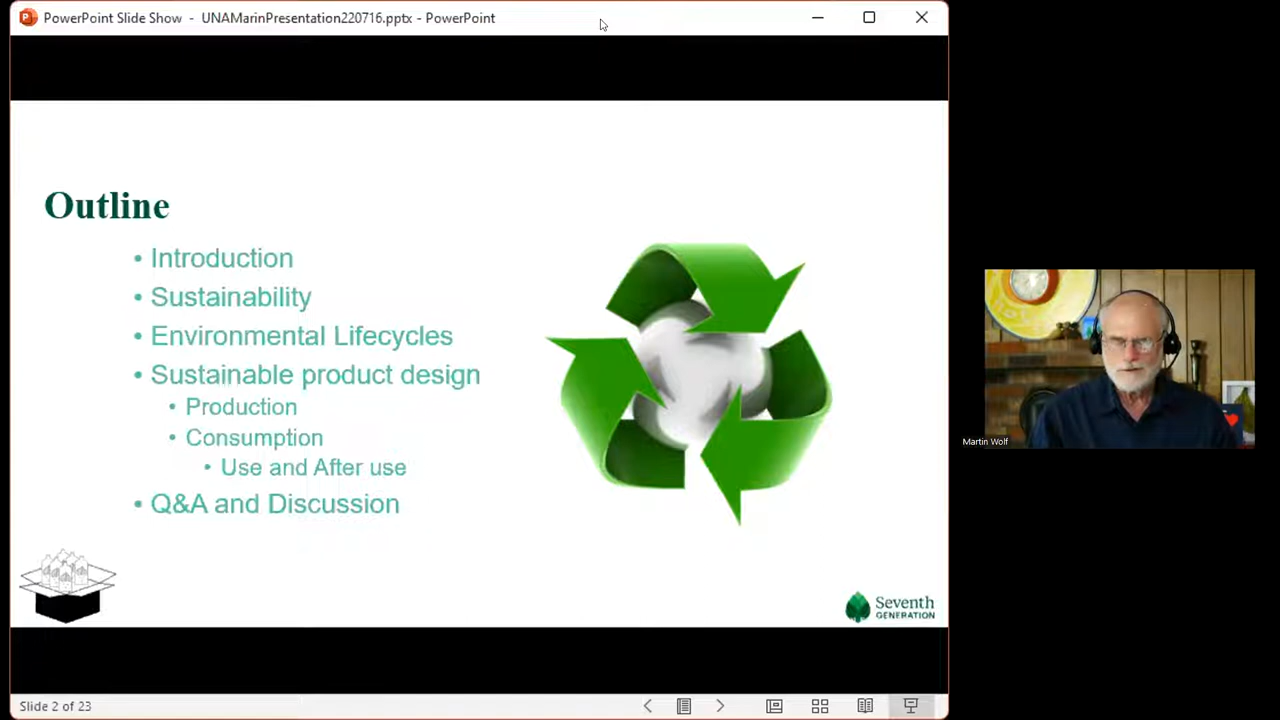 PowerPoint Slide Show - UNAMarinPresentation220716.pptx - PowerPoint
Outline
• Introduction
• Sustainability
• Environmental Lifecycles
• Sustainable product design
• Production
• Consumption
• Use and After use
• Q&A and Discussion
Seventh
GENERATION
Martin Wolf
Slide 2 of 23